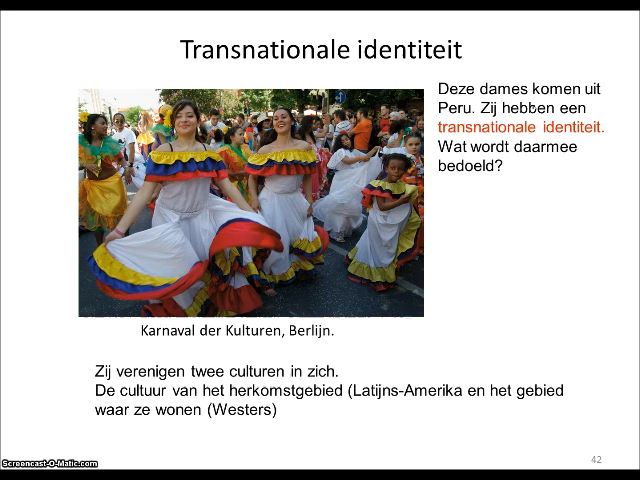 Transnationale identiteit
Deze dames komen uit
Peru. Zij hebben een
transnationale identiteit.
Wat wordt daarmee
bedoeld?
Karnaval der Kulturen, Berlijn.
Zij verenigen twee culturen in zich.
De cultuur van het herkomstgebied (Latijns-Amerika en het gebied
waar ze wonen (Westers)
42
Screencast-O-Matic.com